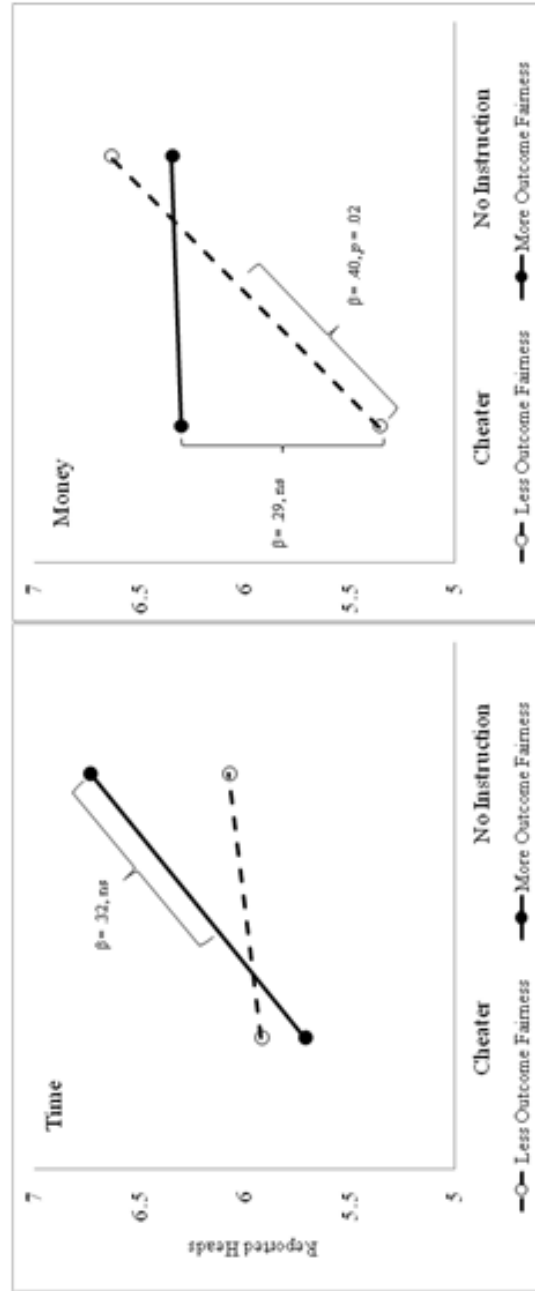 Time
7
6.5
6
5.5
5
Reported Heads
β = .32, ns
Cheater
No Instruction
Less Outcome Fairness
More Outcome Fairness
Money
7
6.5
6
5.5
5
β = .29, ns
β = .40, p = .02
Cheater
No Instruction
Less Outcome Fairness
More Outcome Fairness